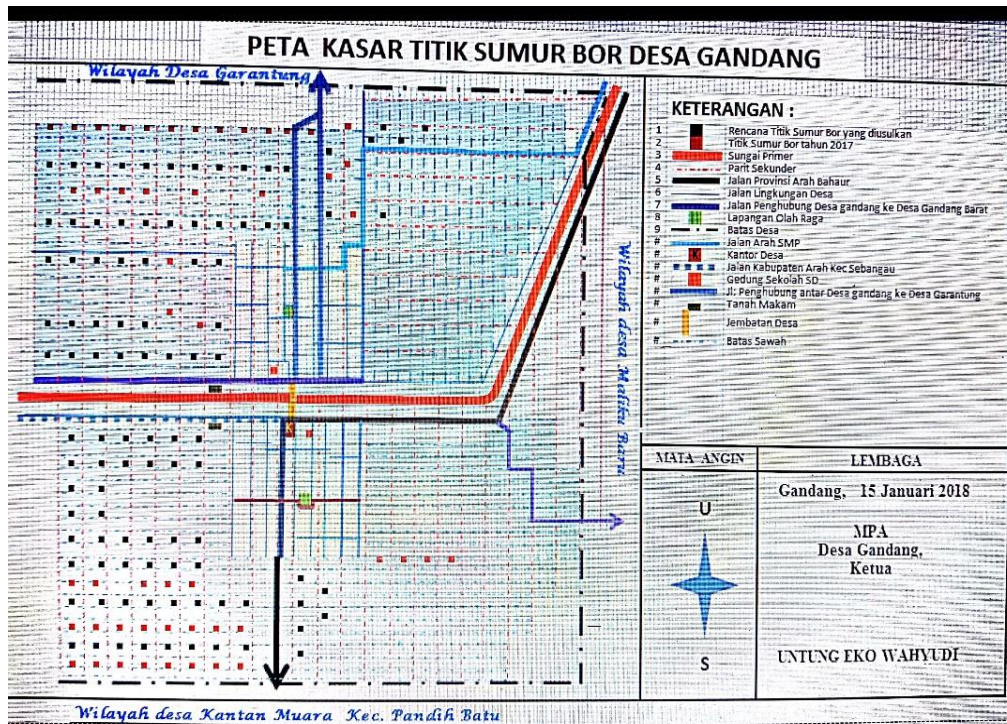 PETA KASAR TITIK SUMUR BOR DESA GANDANG
Wilayah Desa Garantung
KETERANGAN :
1 Rencana Titik Sumur Bor yang diusulkan
2 Titik Sumur Bor tahun 2017
3 Sungai Primer
4 Parit Sekunder
5 Jalan Provinsi Arah Bahaur
6 Jalan Lingkungan Desa
7 Jalan Penghubung Desa gandang ke Desa Gandang Barat
8 Lapangan Olah Raga
9 Batas Desa
# Jalan Arah SMP
# K Kantor Desa
# Jalan Kabupaten Arah Kec Sebangau
# Gedung Sekolah SD
# Jl: Penghubung antar Desa gandang ke Desa Garantung
# Tanah Makam
# Jembatan Desa
# Batas Sawah
Wilayah desa Maliku Baru
K
MATA ANGIN
U
S
LEMBAGA
Gandang, 15 Januari 2018
MPA
Desa Gandang,
Ketua
UNTUNG EKO WAHYUDI
Wilayah desa Kantan Muara Kec. Pandih Batu